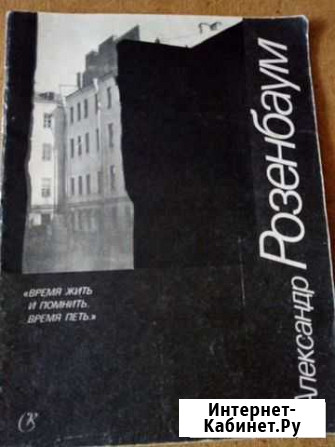 Александр Розенбаум
«ВРЕМЯ ЖИТЬ
И ПОМНИТЬ.
ВРЕМЯ ПЕТЬ.»
Интернет-
Кабинет.Ру